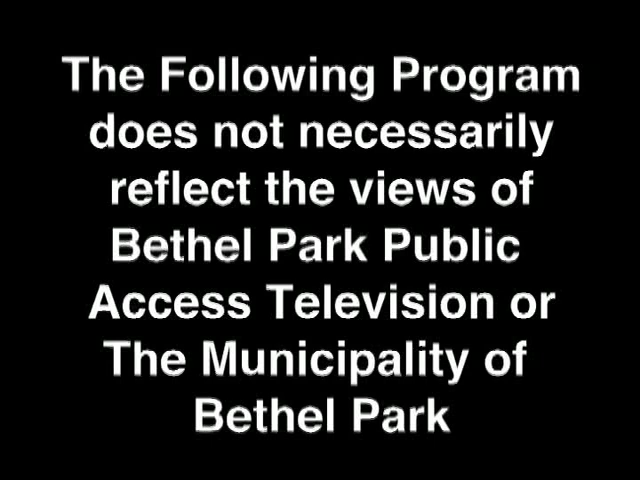 The Following Program
does not necessarily
reflect the views of
Bethel Park Public
Access Television or
The Municipality of
Bethel Park